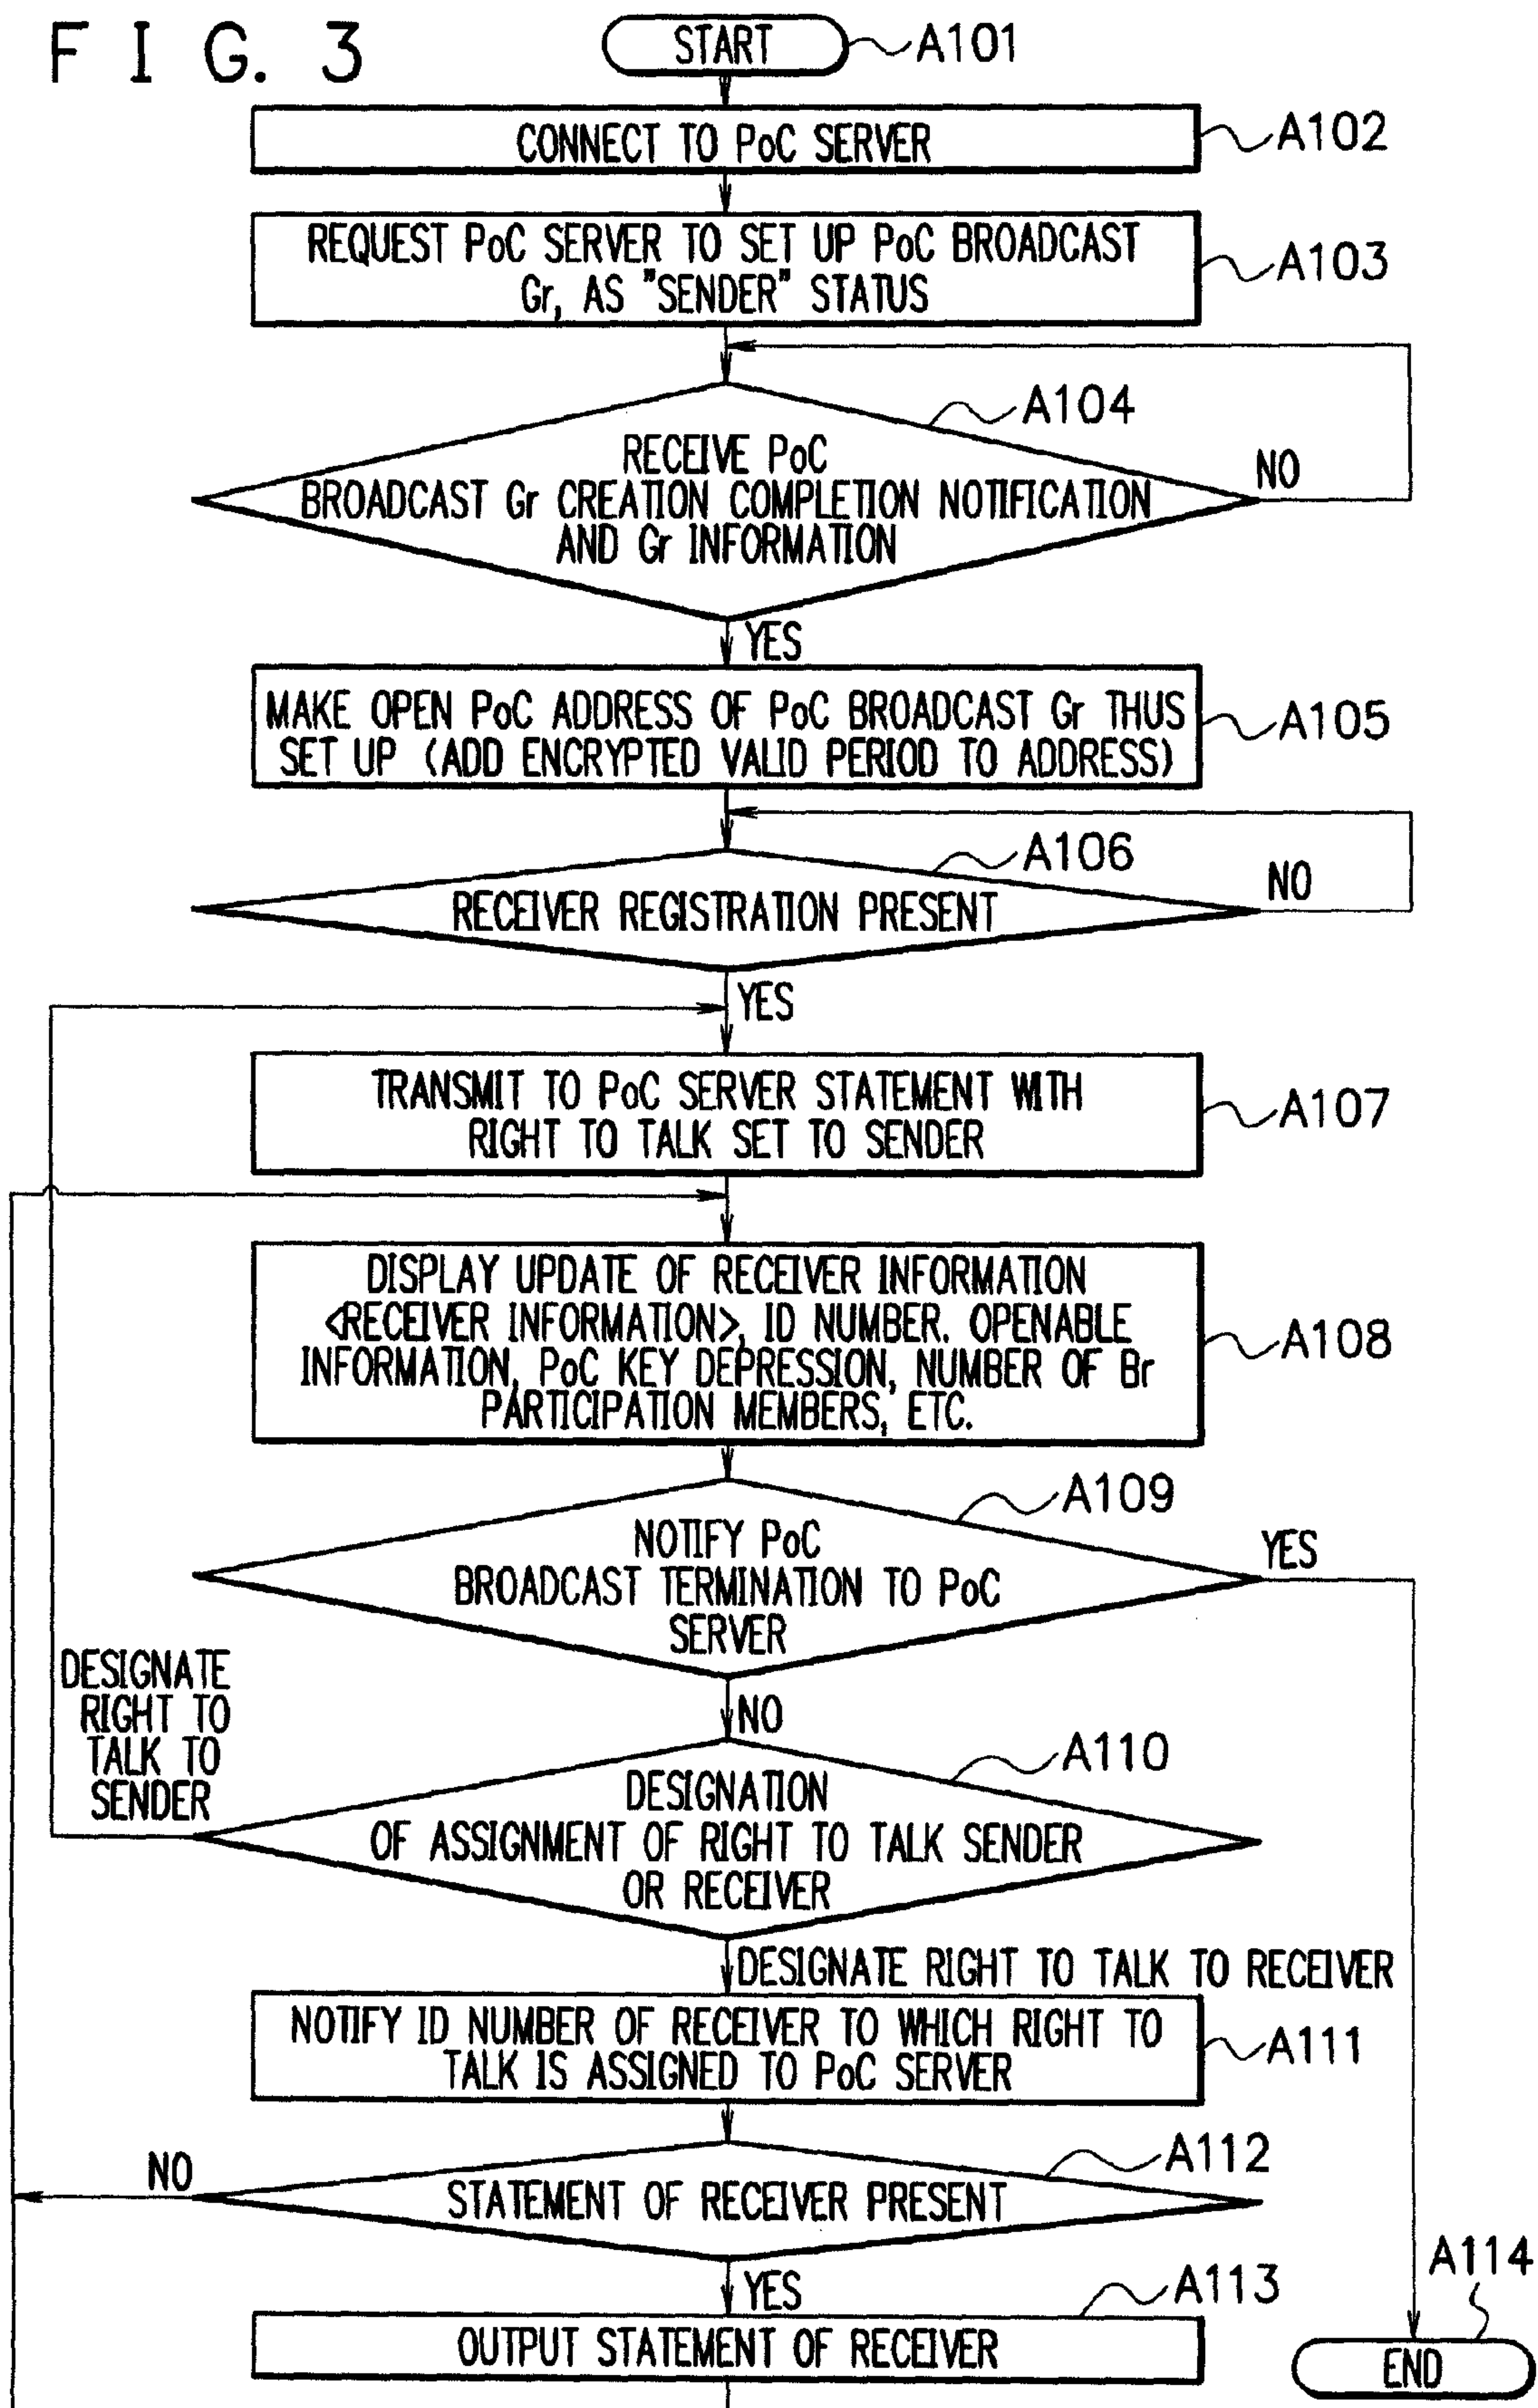 FIG. 3
START
A101
CONNECT TO PoC SERVER
A102
REQUEST PoC SERVER TO SET UP PoC BROADCAST
Gr, AS "SENDER" STATUS
A103
A104
RECEIVE PoC
BROADCAST Gr CREATION COMPLETION NOTIFICATION
AND Gr INFORMATION
NO
YES
MAKE OPEN PoC ADDRESS OF PoC BROADCAST Gr THUS
SET UP (ADD ENCRYPTED VALID PERIOD TO ADDRESS)
A105
A106
RECEIVER REGISTRATION PRESENT
NO
YES
TRANSMIT TO PoC SERVER STATEMENT WITH
RIGHT TO TALK SET TO SENDER
A107
DISPLAY UPDATE OF RECEIVER INFORMATION
<RECEIVER INFORMATION>, ID NUMBER. OPENABLE
INFORMATION, PoC KEY DEPRESSION, NUMBER OF Br
PARTICIPATION MEMBERS, ETC.
A108
A109
NOTIFY PoC
BROADCAST TERMINATION TO PoC
SERVER
YES
NO
DESIGNATE
RIGHT TO
TALK TO
SENDER
A110
DESIGNATION
OF ASSIGNMENT OF RIGHT TO TALK SENDER
OR RECEIVER
DESIGNATE RIGHT TO TALK TO RECEIVER
NOTIFY ID NUMBER OF RECEIVER TO WHICH RIGHT TO
TALK IS ASSIGNED TO PoC SERVER
A111
A112
STATEMENT OF RECEIVER PRESENT
NO
YES
A113
OUTPUT STATEMENT OF RECEIVER
A114
END